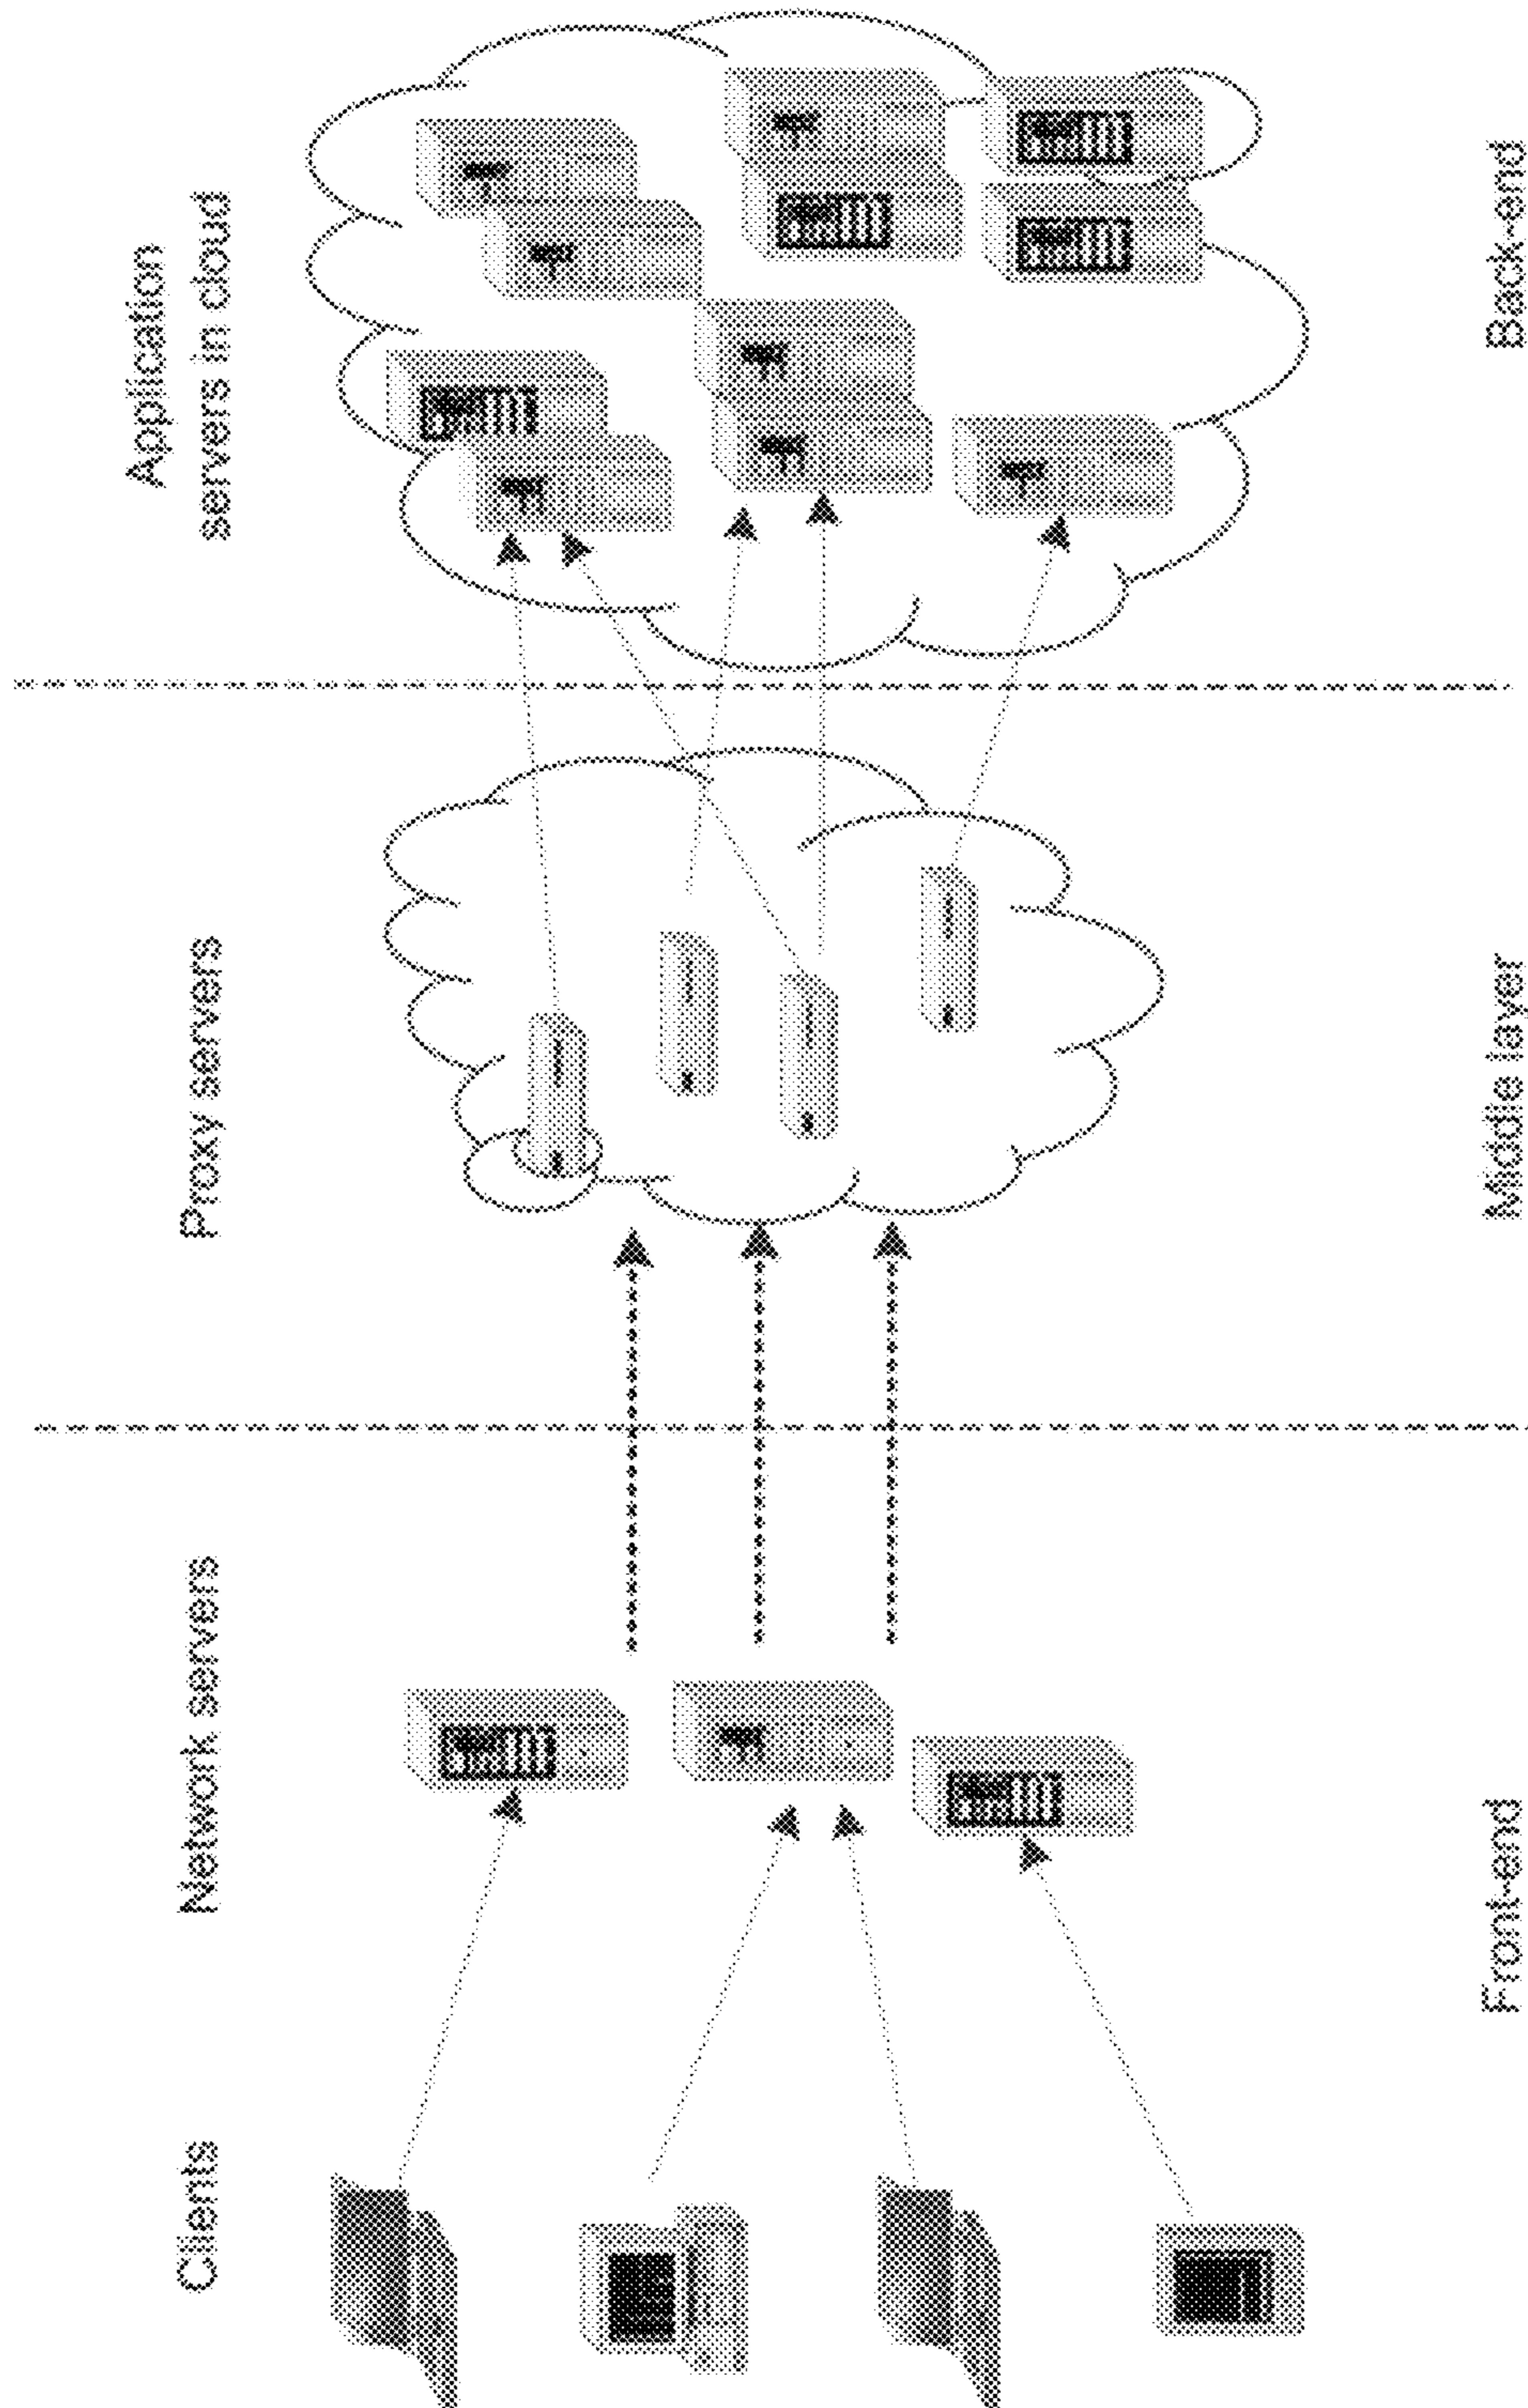 Clients
Network servers
Proxy servers
Application
servers in cloud
Front-end
Middle layer
Back-end